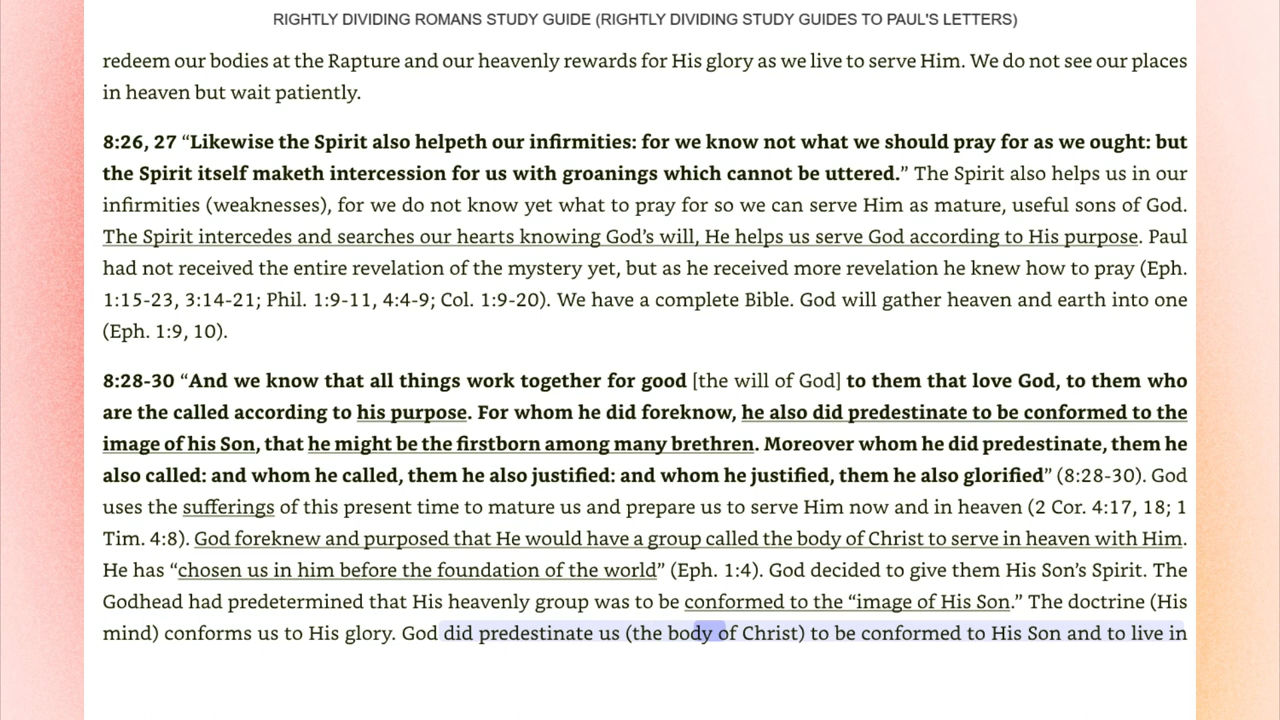 RIGHTLY DIVIDING ROMANS STUDY GUIDE (RIGHTLY DIVIDING STUDY GUIDES TO PAUL'S LETTERS)
redeem our bodies at the Rapture and our heavenly rewards for His glory as we live to serve Him. We do not see our places
in heaven but wait patiently.
8:26, 27 “Likewise the Spirit also helpeth our infirmities: for we know not what we should pray for as we ought: but
the Spirit itself maketh intercession for us with groanings which cannot be uttered.” The Spirit also helps us in our
infirmities (weaknesses), for we do not know yet what to pray for so we can serve Him as mature, useful sons of God.
The Spirit intercedes and searches our hearts knowing God’s will, He helps us serve God according to His purpose. Paul
had not received the entire revelation of the mystery yet, but as he received more revelation he knew how to pray (Eph.
1:15-23, 3:14-21; Phil. 1:9-11, 4:4-9; Col. 1:9-20). We have a complete Bible. God will gather heaven and earth into one
(Eph. 1:9, 10).
8:28-30 “And we know that all things work together for good [the will of God] to them that love God, to them who
are the called according to his purpose. For whom he did foreknow, he also did predestinate to be conformed to the
image of his Son, that he might be the firstborn among many brethren. Moreover whom he did predestinate, them he
also called: and whom he called, them he also justified: and whom he justified, them he also glorified” (8:28-30). God
uses the sufferings of this present time to mature us and prepare us to serve Him now and in heaven (2 Cor. 4:17, 18; 1
Tim. 4:8). God foreknew and purposed that He would have a group called the body of Christ to serve in heaven with Him.
He has “chosen us in him before the foundation of the world” (Eph. 1:4). God decided to give them His Son’s Spirit. The
Godhead had predetermined that His heavenly group was to be conformed to the “image of His Son.” The doctrine (His
mind) conforms us to His glory. God did predestinate us (the body of Christ) to be conformed to His Son and to live in